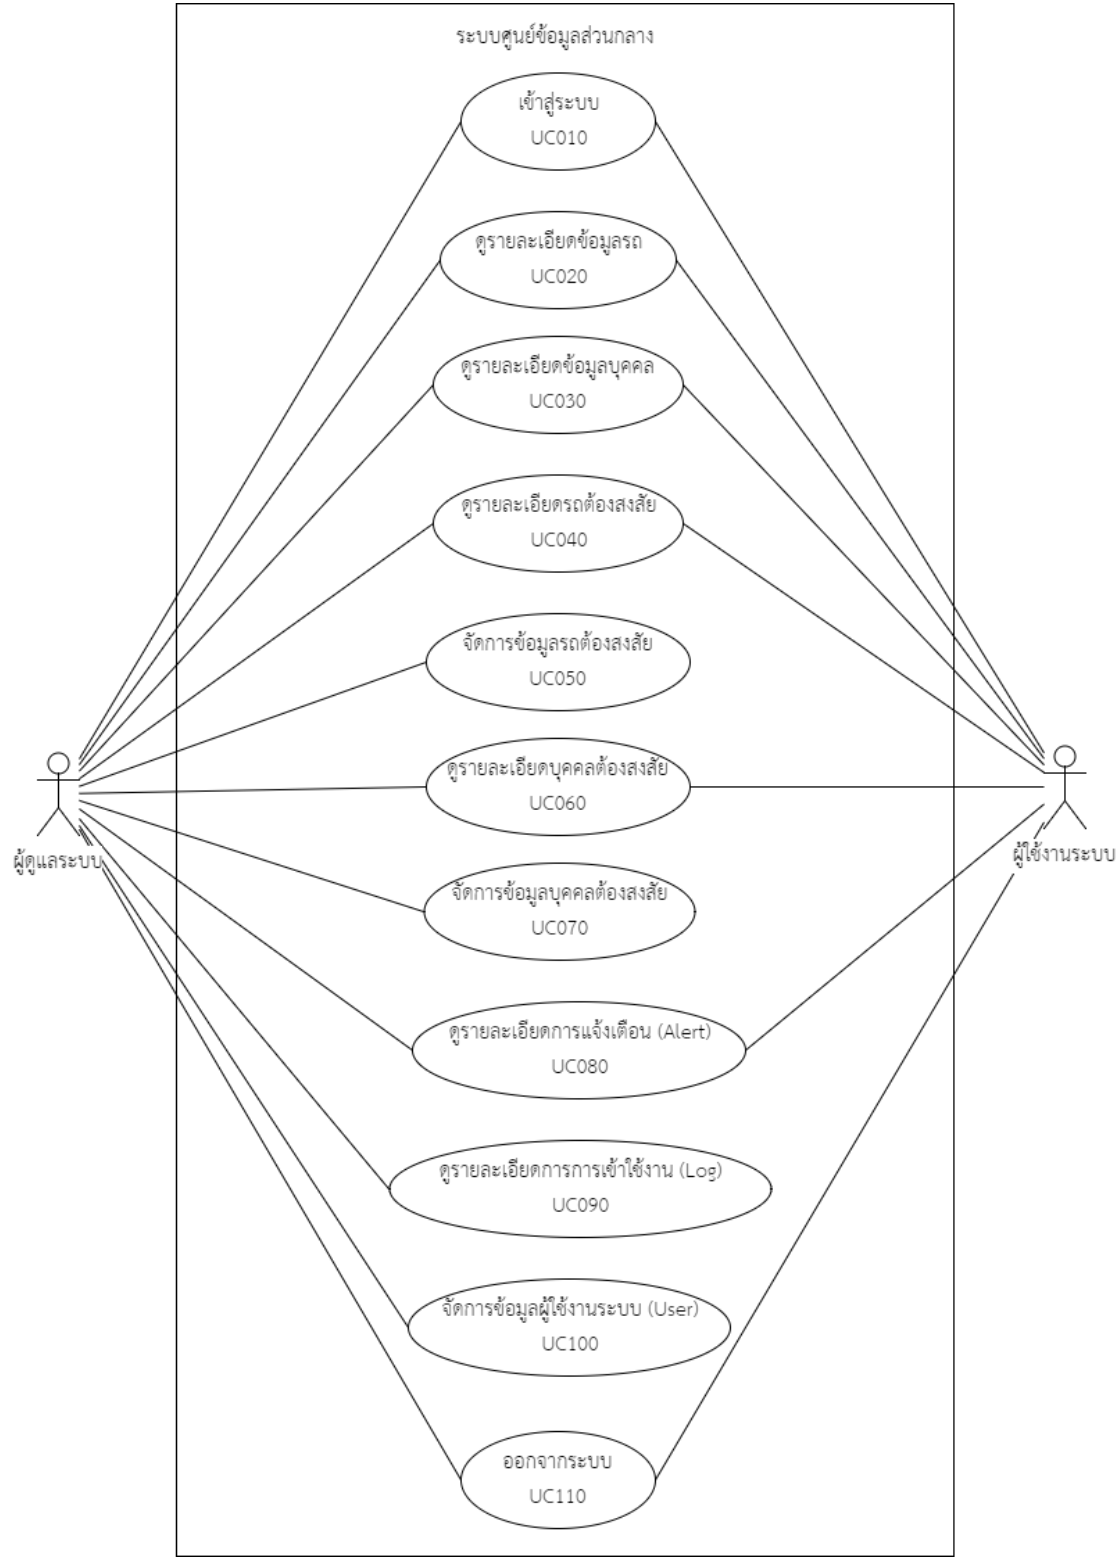 ระบบศูนย์ข้อมูลส่วนกลาง
เข้าสู่ระบบ
UC010
ดูรายละเอียดข้อมูลรถ
UC020
ดูรายละเอียดข้อมูลบุคคล
UC030
ดูรายละเอียดรถต้องสงสัย
UC040
จัดการข้อมูลรถต้องสงสัย
UC050
ดูรายละเอียดบุคคลต้องสงสัย
UC060
ผู้ดูแลระบบ
ผู้ใช้งานระบบ
จัดการข้อมูลบุคคลต้องสงสัย
UC070
ดูรายละเอียดการแจ้งเตือน (Alert)
UC080
ดูรายละเอียดการการเข้าใช้งาน (Log)
UC090
จัดการข้อมูลผู้ใช้งานระบบ (User)
UC100
ออกจากระบบ
UC110